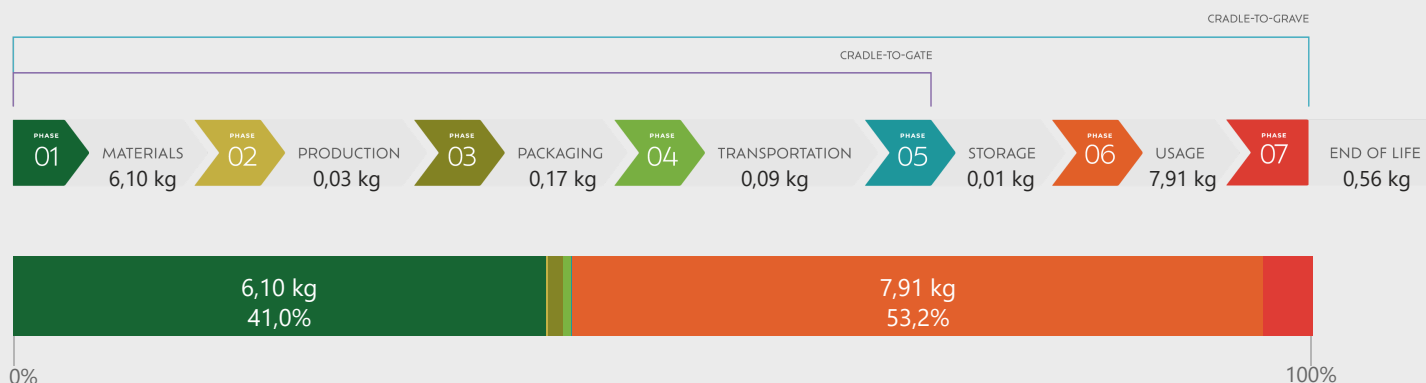 CRADLE-TO-GRAVE
CRADLE-TO-GATE
PHASE
01
MATERIALS
6,10 kg
PHASE
02
PRODUCTION
0,03 kg
PHASE
03
PACKAGING
0,17 kg
PHASE
04
TRANSPORTATION
0,09 kg
PHASE
05
STORAGE
0,01 kg
PHASE
06
USAGE
7,91 kg
PHASE
07
END OF LIFE
0,56 kg
6,10 kg
41,0%
7,91 kg
53,2%
0%
100%